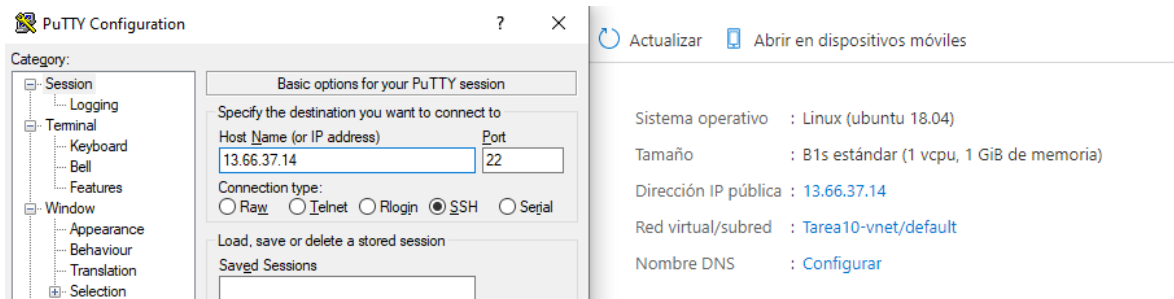 PuTTY Configuration
?
Category:
Session
Logging
Terminal
Keyboard
Bell
Features
Window
Appearance
Behaviour
Translation
Selection
Basic options for your PuTTY session
Specify the destination you want to connect to
Host Name (or IP address) Port
13.66.37.14 22
Connection type:
Raw Telnet Rlogin SSH Serial
Load, save or delete a stored session
Saved Sessions
Actualizar Abrir en dispositivos móviles
Sistema operativo : Linux (ubuntu 18.04)
Tamaño : B1s estándar (1 vcpu, 1 GiB de memoria)
Dirección IP pública : 13.66.37.14
Red virtual/subred : Tarea10-vnet/default
Nombre DNS : Configurar